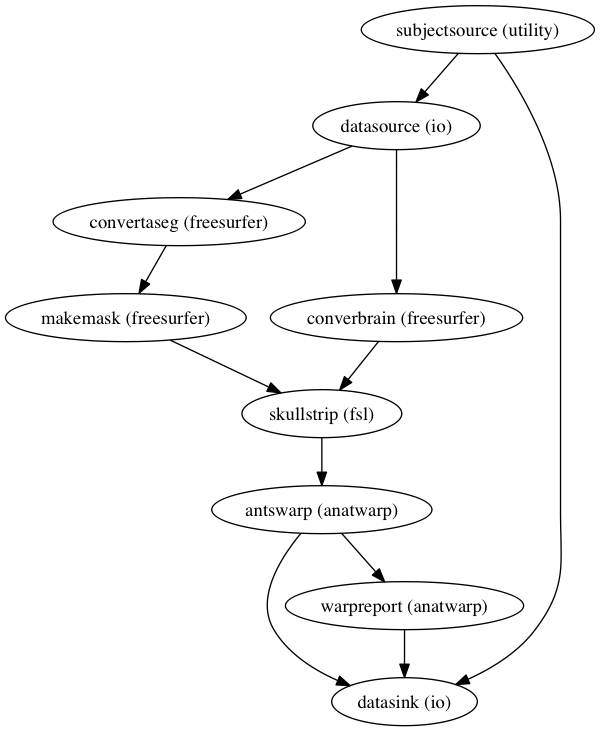 subjectsource (utility)
datasource (io)
convertaseg (freesurfer)
makemask (freesurfer)
converbrain (freesurfer)
skullstrip (fsl)
antswarp (anatwarp)
warpreport (anatwarp)
datasink (io)